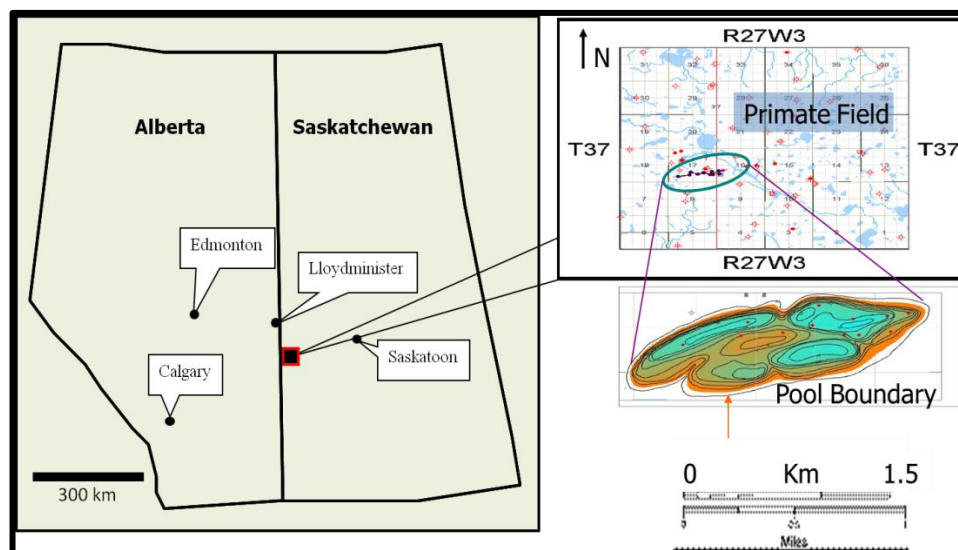 Alberta
Saskatchewan
Edmonton
Lloydminister
Saskatoon
Calgary
300 km
R27W3
N
Primate Field
T37
T37
R27W3
Pool Boundary
0 Km 1.5
Miles